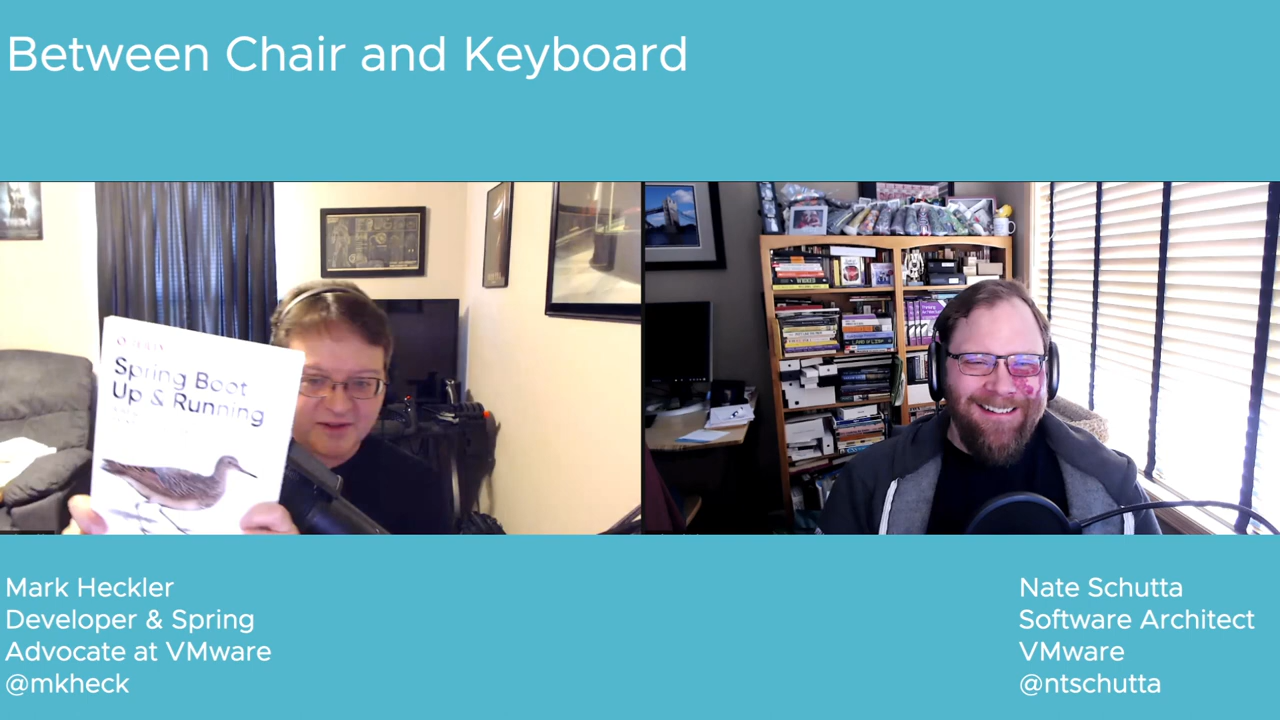 Between Chair and Keyboard
Spring Boot
Up & Running
Mark Heckler
Developer & Spring
Advocate at VMware
@mkheck
Nate Schutta
Software Architect
VMware
@ntschutta